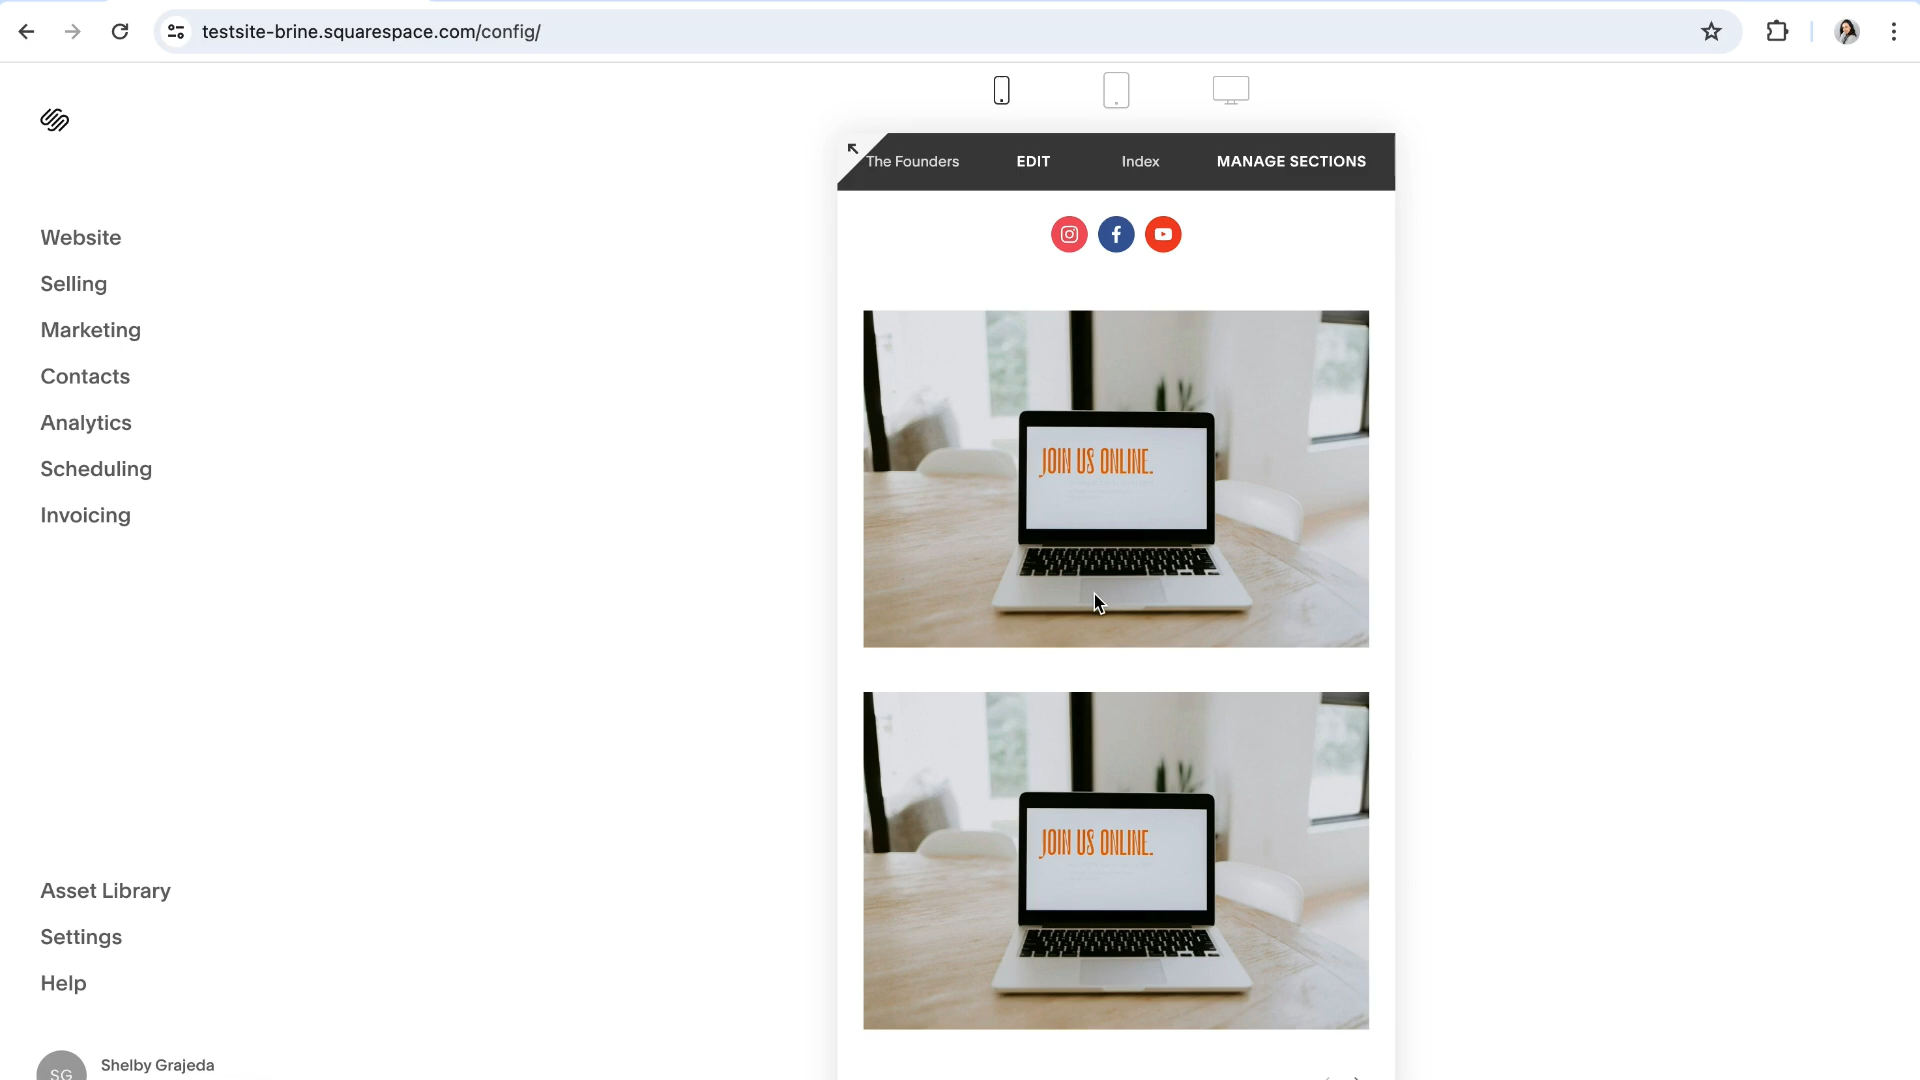 testsite-brine.squarespace.com/config/
The Founders EDIT Index MANAGE SECTIONS
Website
Selling
Marketing
Contacts
Analytics
Scheduling
Invoicing
JOIN US ONLINE.
JOIN US ONLINE.
Asset Library
Settings
Help
SG Shelby Grajeda